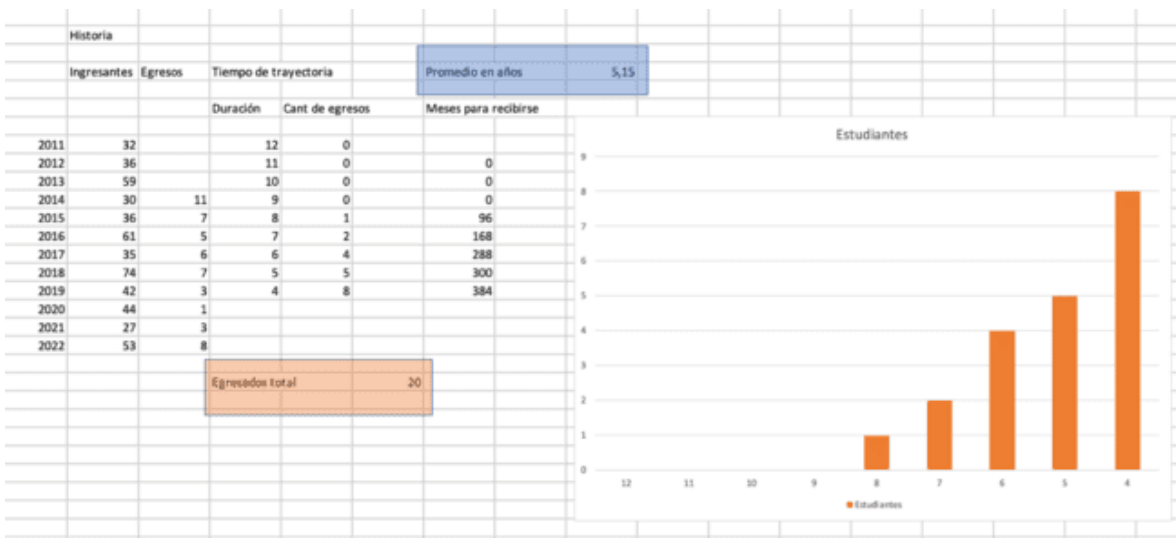 Historia
Ingresantes Egresos Tiempo de trayectoria Promedio en años 5,15
Duración Cant de egresos Meses para recibirse
2011 32 12 0
2012 36 11 0 0
2013 59 10 0 0
2014 30 11 9 0 0
2015 36 7 8 1 96
2016 61 5 7 2 168
2017 35 6 6 4 288
2018 74 7 5 5 300
2019 42 3 4 8 384
2020 44 1
2021 27 3
2022 53 8
Egresados total 20
Estudiantes
9
8
7
6
5
4
3
2
1
0
12 11 10 9 8 7 6 5 4
Estudiantes